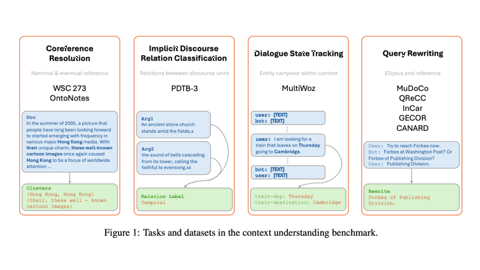 Coreference
Resolution
Nominal & eventual reference
WSC 273
OntoNotes
Doc
In the summer of 2005, a picture
that people have long been looking forward
to started emerging with frequency in
various major Hong Kong media. With
their unique charm, these well-known
cartoon images once again caused
Hong Kong to be a focus of worldwide
attention ...
Clusters
(Hong Kong, Hong Kong)
(their, these well - known
cartoon images)
Implicit Discourse
Relation Classification
Relations between discourse units
PDTB-3
Arg1
An ancient stone church
stands amid the fields,
Arg2
the sound of bells cascading
from its tower, calling the
faithful to evensong.
Relation Label
Temporal
Dialogue State Tracking
Entity carryover within context
MultiWoz
user: [TEXT]
bot: [TEXT]
user: I am looking for a
train that leaves on Thursday
going to Cambridge.
bot: [TEXT]
user: [TEXT]
train-day: Thursday
train-destination: Cambridge
Query Rewriting
Ellipsis and reference
MuDoCo
QReCC
InCar
GECOR
CANARD
User: Try to reach Forbes now.
Bot: Forbes at Washington Post? Or
Forbes of Publishing Division?
User: Publishing Division.
Rewrite
Forbes of Publishing
Division.
Figure 1: Tasks and datasets in the context understanding benchmark.